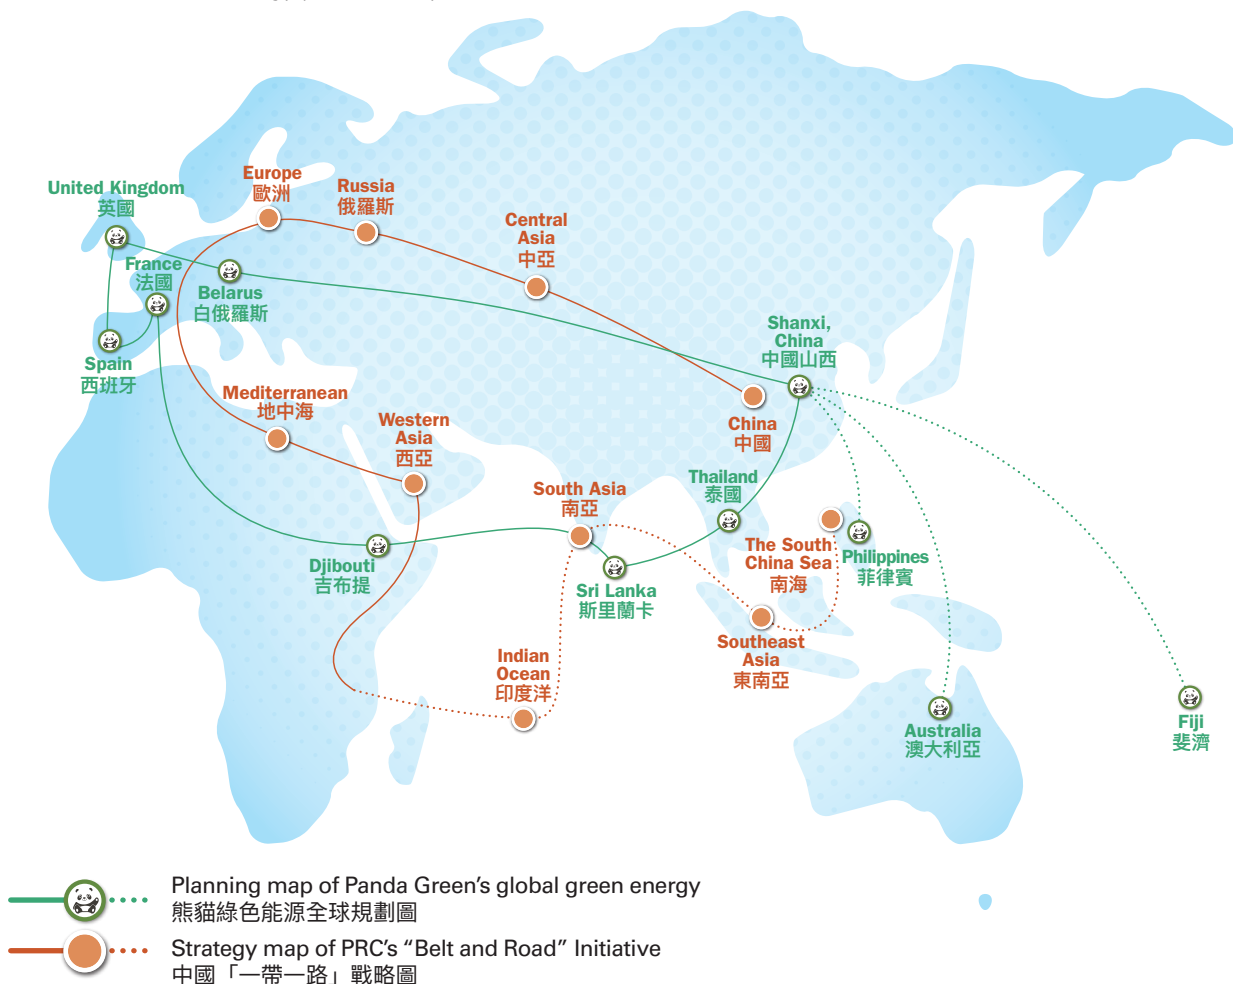 Europe
歐洲
Russia
俄羅斯
United Kingdom
英國
Central
Asia
中亞
France
法國
Belarus
白俄羅斯
Shanxi,
China
中國山西
Spain
西班牙
Mediterranean
地中海
Western
Asia
西亞
China
中國
South Asia
南亞
Thailand
泰國
The South
China Sea
南海
Philippines
菲律賓
Djibouti
吉布提
Sri Lanka
斯里蘭卡
Southeast
Asia
東南亞
Indian
Ocean
印度洋
Australia
澳大利亞
Fiji
斐濟
Planning map of Panda Green’s global green energy
熊貓綠色能源全球規劃圖
Strategy map of PRC’s “Belt and Road” Initiative
中國「一帶一路」戰略圖